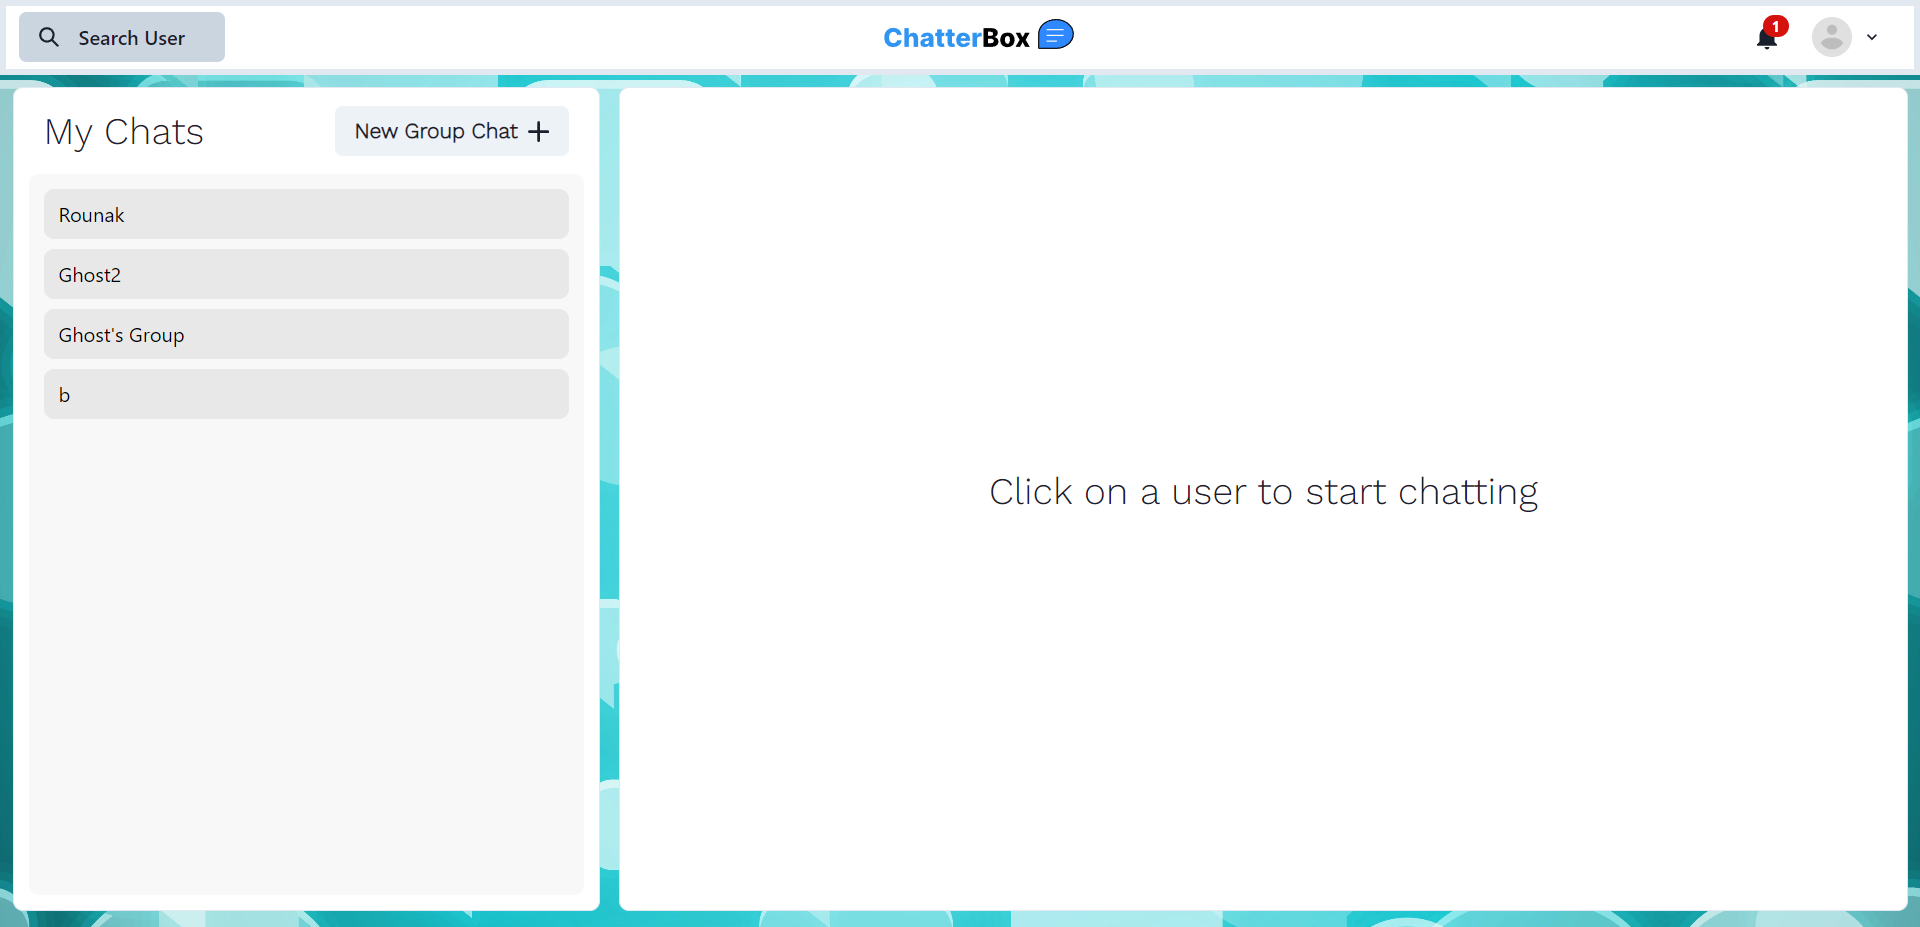 Search User
ChatterBox
1
My Chats
New Group Chat
Rounak
Ghost2
Ghost's Group
b
Click on a user to start chatting